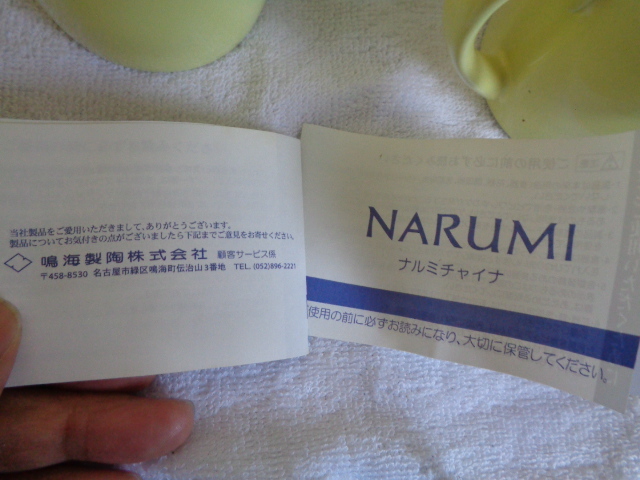 当社製品をご愛用いただきまして、ありがとうございます。
製品についてお気付きの点がございましたら下記までご意見をお寄せください。
鳴海製陶株式会社 顧客サービス係
〒458-8530 名古屋市緑区鳴海町伝治山3番地 TEL. (052)896-2221
NARUMI
ナルミチャイナ
使用の前に必ずお読みになり、大切に保管してください。